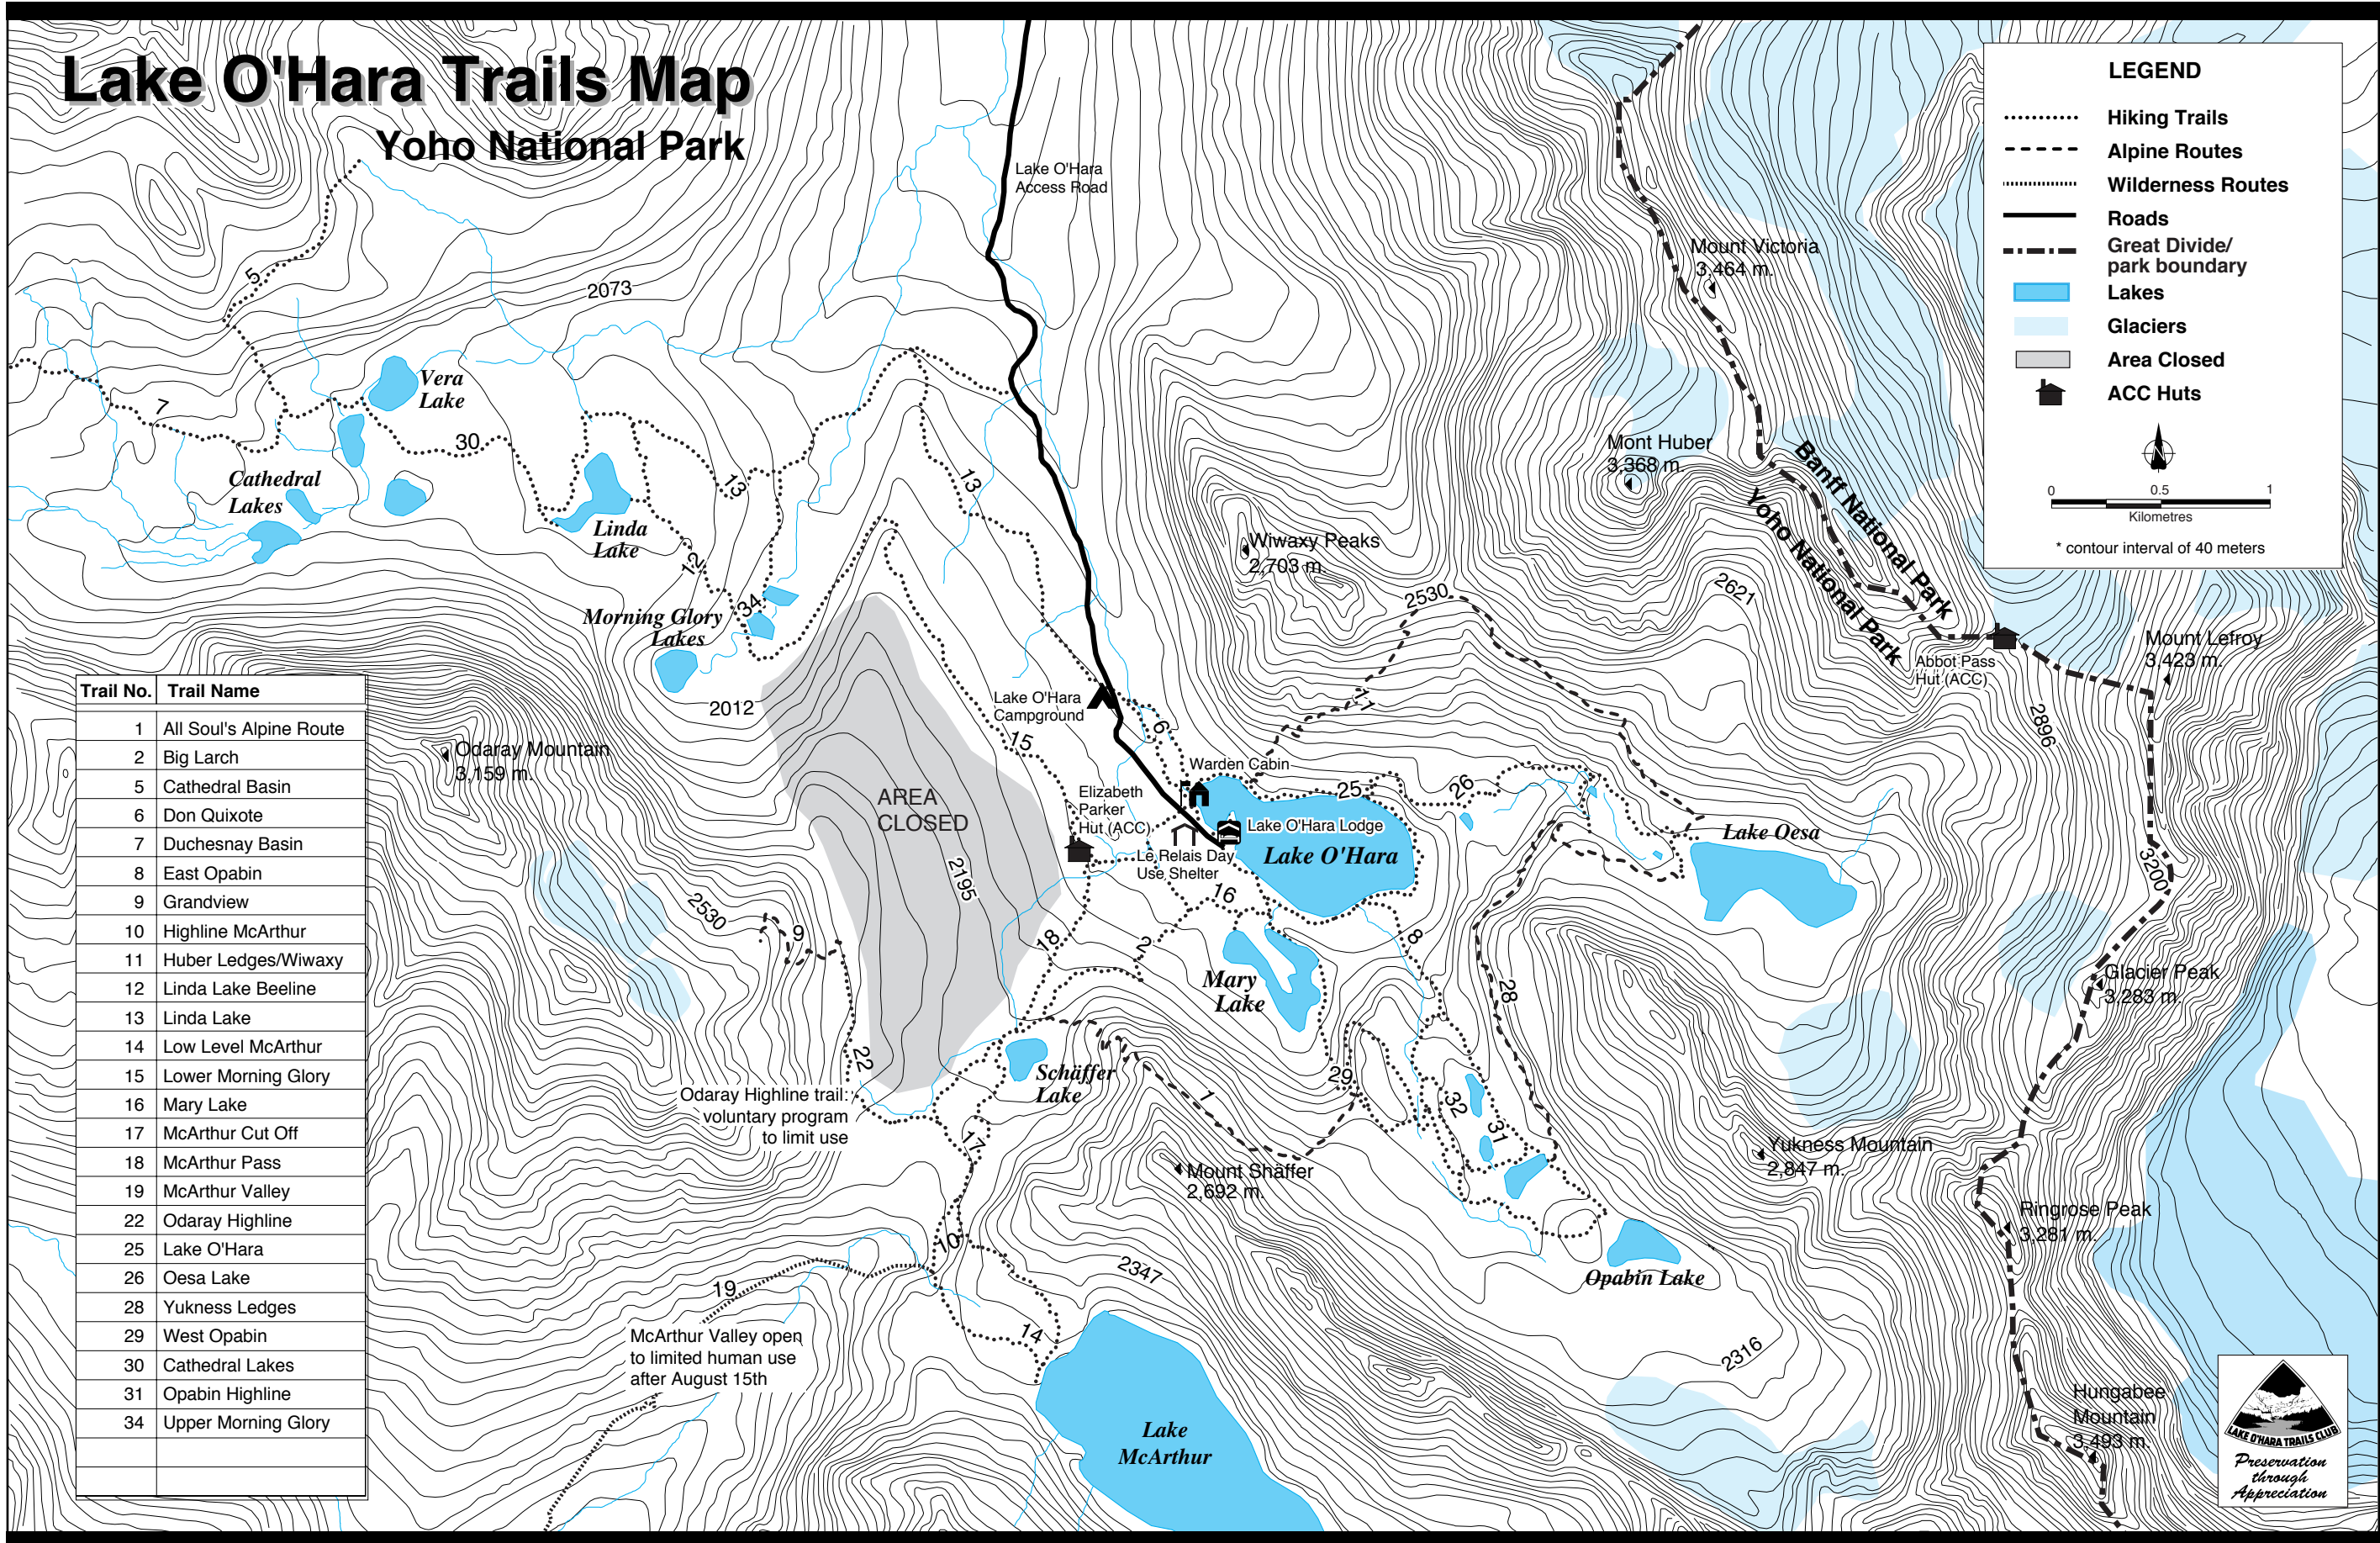 Lake O'Hara Trails Map
Yoho National Park
LEGEND
Hiking Trails
Alpine Routes
Wilderness Routes
Roads
Great Divide/
park boundary
Lakes
Glaciers
Area Closed
ACC Huts
N
0 0.5 1
Kilometres
* contour interval of 40 meters
Lake O'Hara
Access Road
5
2073
Mount Victoria
3,464 m.
Vera
Lake
7
30
13
13
Cathedral
Lakes
Linda
Lake
12
Mont Huber
3,368 m.
Banff National Park
Yoho National Park
Wiwaxy Peaks
2,703 m.
2530
2621
34
Morning Glory
Lakes
2012
Abbot Pass
Hut (ACC)
Mount Lefroy
3,423 m.
2896
Lake O'Hara
Campground
6
11
15
Odaray Mountain
3,159 m.
Warden Cabin
25
26
Elizabeth
Parker
Hut (ACC)
AREA
CLOSED
Lake O'Hara Lodge
Le Relais Day
Use Shelter
Lake O'Hara
Lake Oesa
3200
2195
16
2530
9
18
2
8
Mary
Lake
28
Glacier Peak
3,283 m.
22
Schäffer
Lake
Odaray Highline trail:
voluntary program
to limit use
1
29
32
31
17
Mount Shäffer
2,692 m.
Yukness Mountain
2,847 m.
Ringrose Peak
3,281 m.
10
2347
19
Opabin Lake
14
McArthur Valley open
to limited human use
after August 15th
2316
Lake
McArthur
Hungabee
Mountain
3,493 m.
Trail No. Trail Name
1 All Soul's Alpine Route
2 Big Larch
5 Cathedral Basin
6 Don Quixote
7 Duchesnay Basin
8 East Opabin
9 Grandview
10 Highline McArthur
11 Huber Ledges/Wiwaxy
12 Linda Lake Beeline
13 Linda Lake
14 Low Level McArthur
15 Lower Morning Glory
16 Mary Lake
17 McArthur Cut Off
18 McArthur Pass
19 McArthur Valley
22 Odaray Highline
25 Lake O'Hara
26 Oesa Lake
28 Yukness Ledges
29 West Opabin
30 Cathedral Lakes
31 Opabin Highline
34 Upper Morning Glory
LAKE O'HARA TRAILS CLUB
Preservation
through
Appreciation